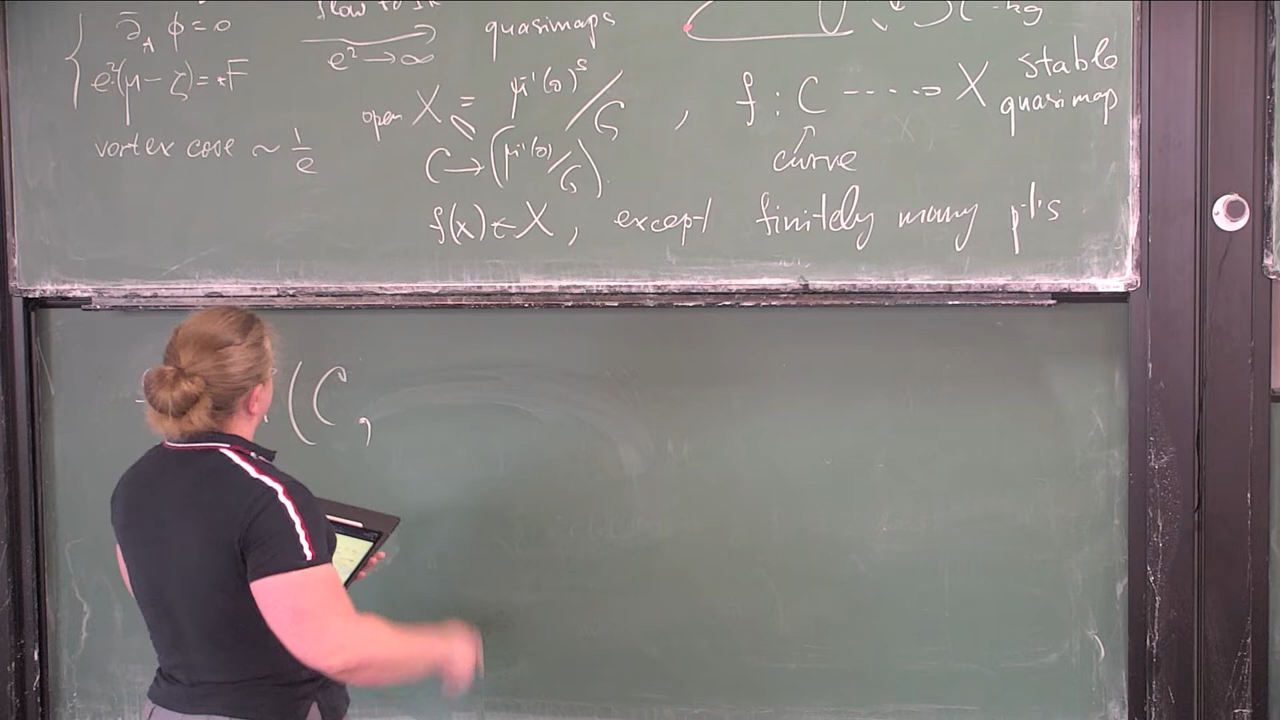 { ∂̄_A φ = 0
e²(μ − ζ) = *F
vortex core ~ 1/e
flow to IR
e² → ∞
quasimaps
open X = μ⁻¹(0)^s / G , f : C ----> X stable quasimap
curve
C → (μ⁻¹(0)/G)
f(x) ∈ X , except finitely many pt's
(C ,